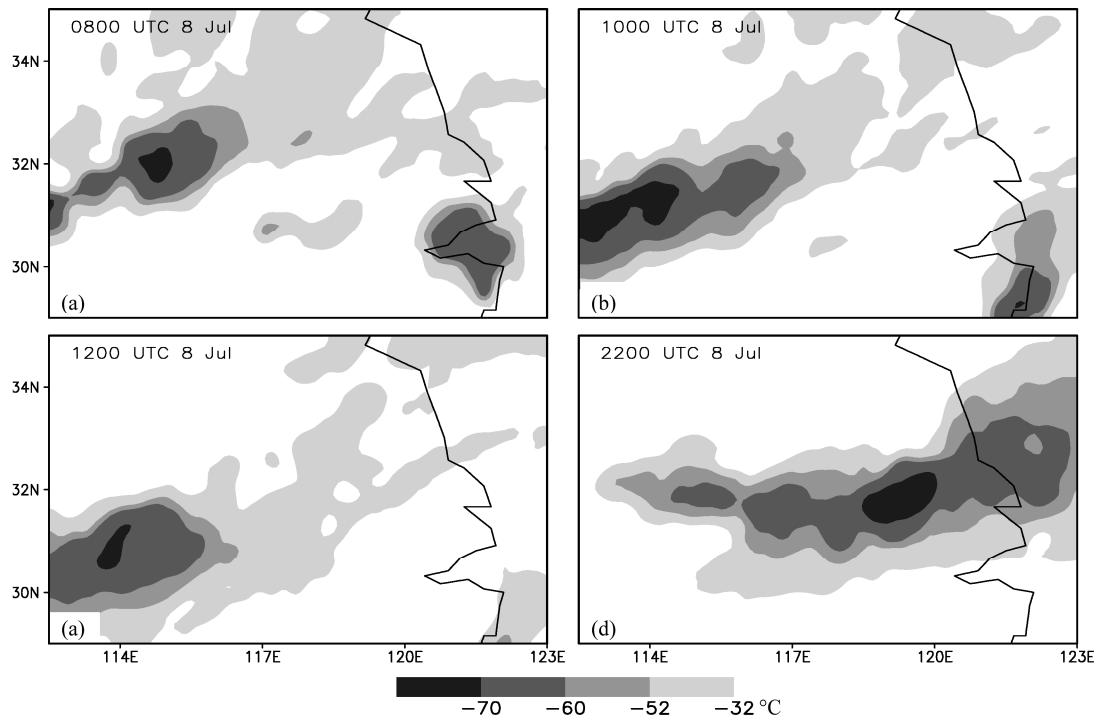 0800 UTC 8 Jul
1000 UTC 8 Jul
34N
32N
30N
(a)
(b)
1200 UTC 8 Jul
2200 UTC 8 Jul
34N
32N
30N
(a)
(d)
114E 117E 120E 123E
114E 117E 120E 123E
−70 −60 −52 −32 °C